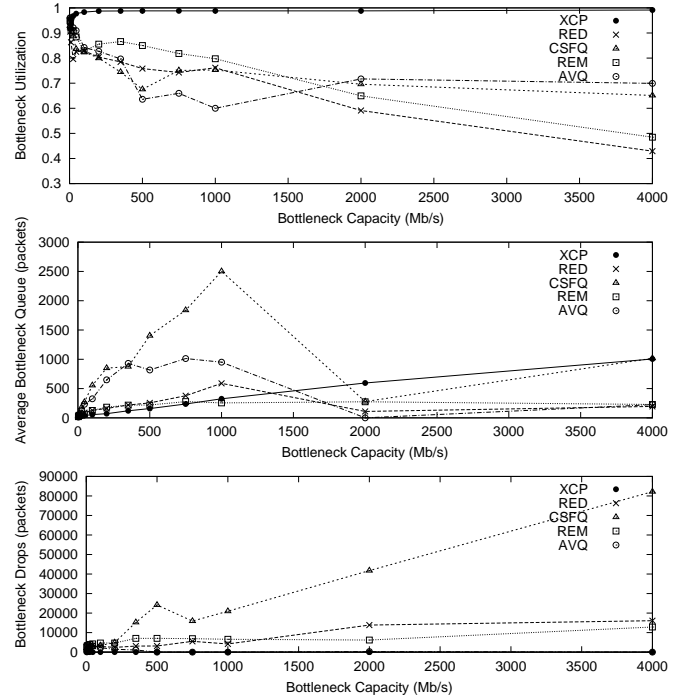 Bottleneck Utilization
1
0.9
0.8
0.7
0.6
0.5
0.4
0.3
0 500 1000 1500 2000 2500 3000 3500 4000
Bottleneck Capacity (Mb/s)
XCP
RED
CSFQ
REM
AVQ
Average Bottleneck Queue (packets)
3000
2500
2000
1500
1000
500
0
0 500 1000 1500 2000 2500 3000 3500 4000
Bottleneck Capacity (Mb/s)
XCP
RED
CSFQ
REM
AVQ
Bottleneck Drops (packets)
90000
80000
70000
60000
50000
40000
30000
20000
10000
0
0 500 1000 1500 2000 2500 3000 3500 4000
Bottleneck Capacity (Mb/s)
XCP
RED
CSFQ
REM
AVQ